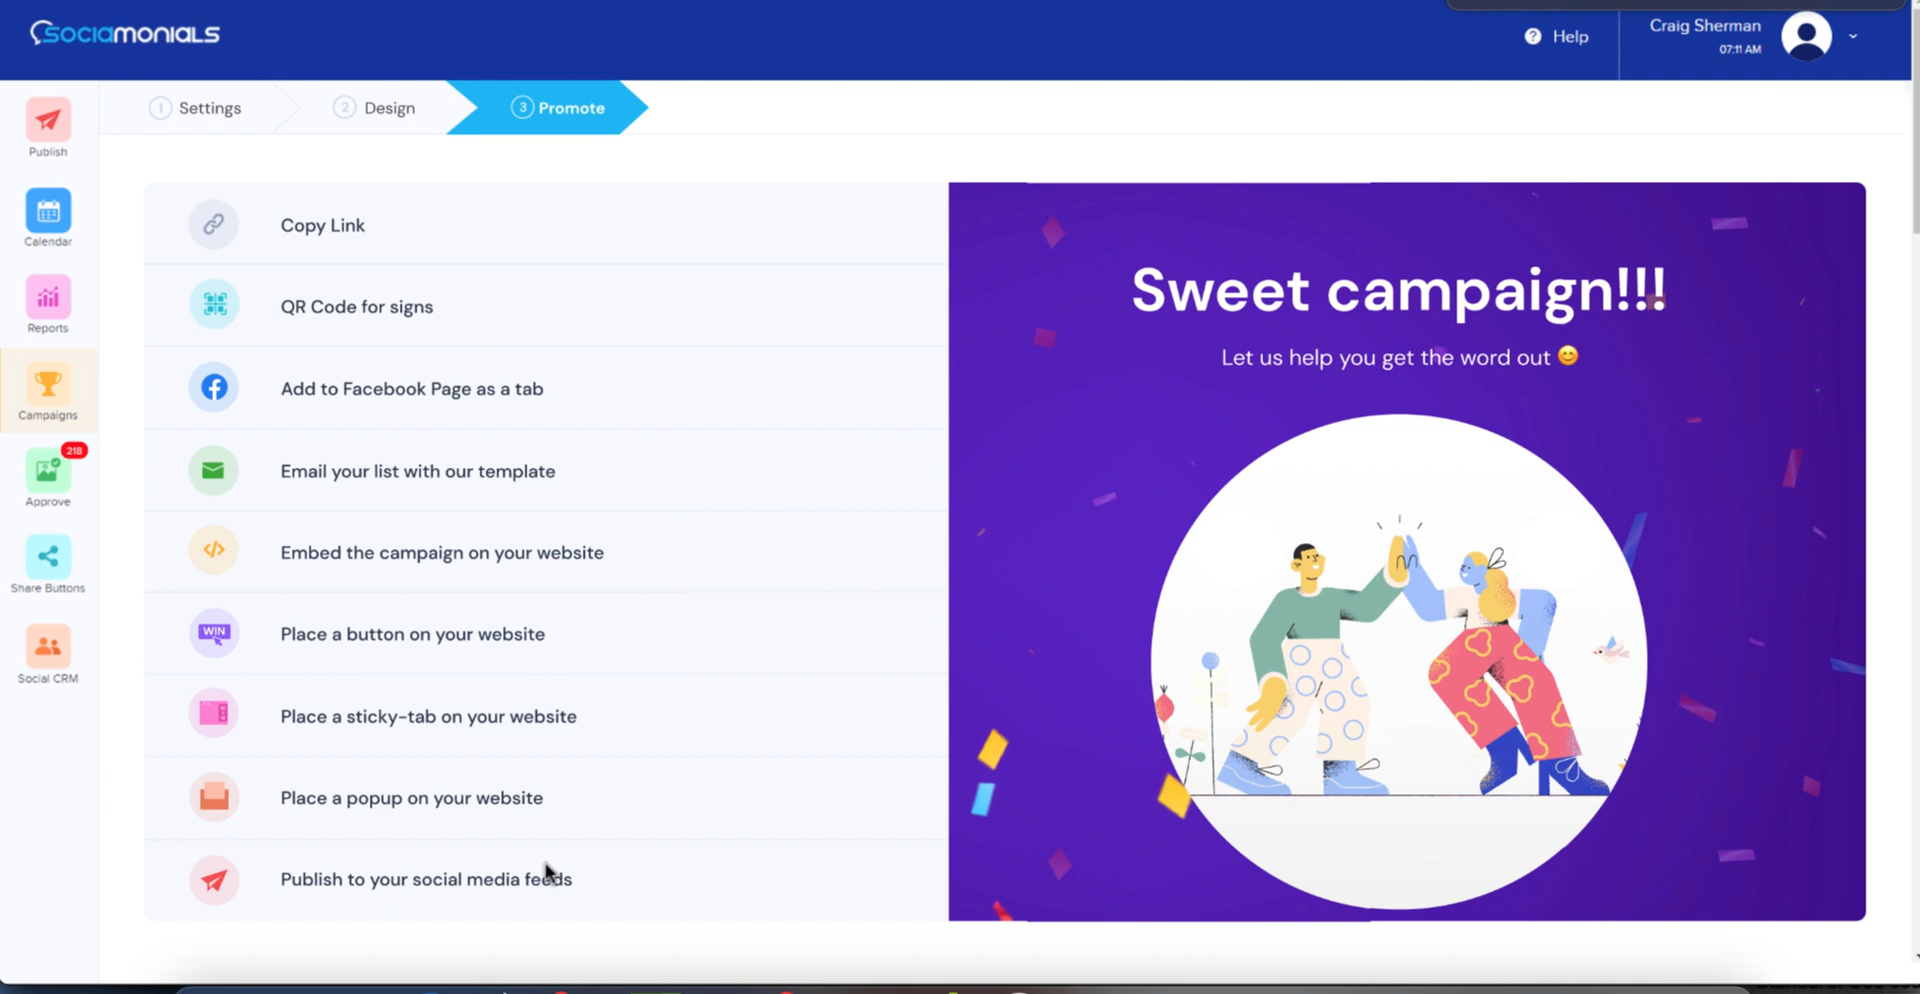 SOCIAMONIALS
? Help
Craig Sherman
07:11 AM
1 Settings
2 Design
3 Promote
Publish
Calendar
Reports
Campaigns
218
Approve
Share Buttons
Social CRM
Copy Link
QR Code for signs
Add to Facebook Page as a tab
Email your list with our template
Embed the campaign on your website
WIN
Place a button on your website
Place a sticky-tab on your website
Place a popup on your website
Publish to your social media feeds
Sweet campaign!!!
Let us help you get the word out 😊